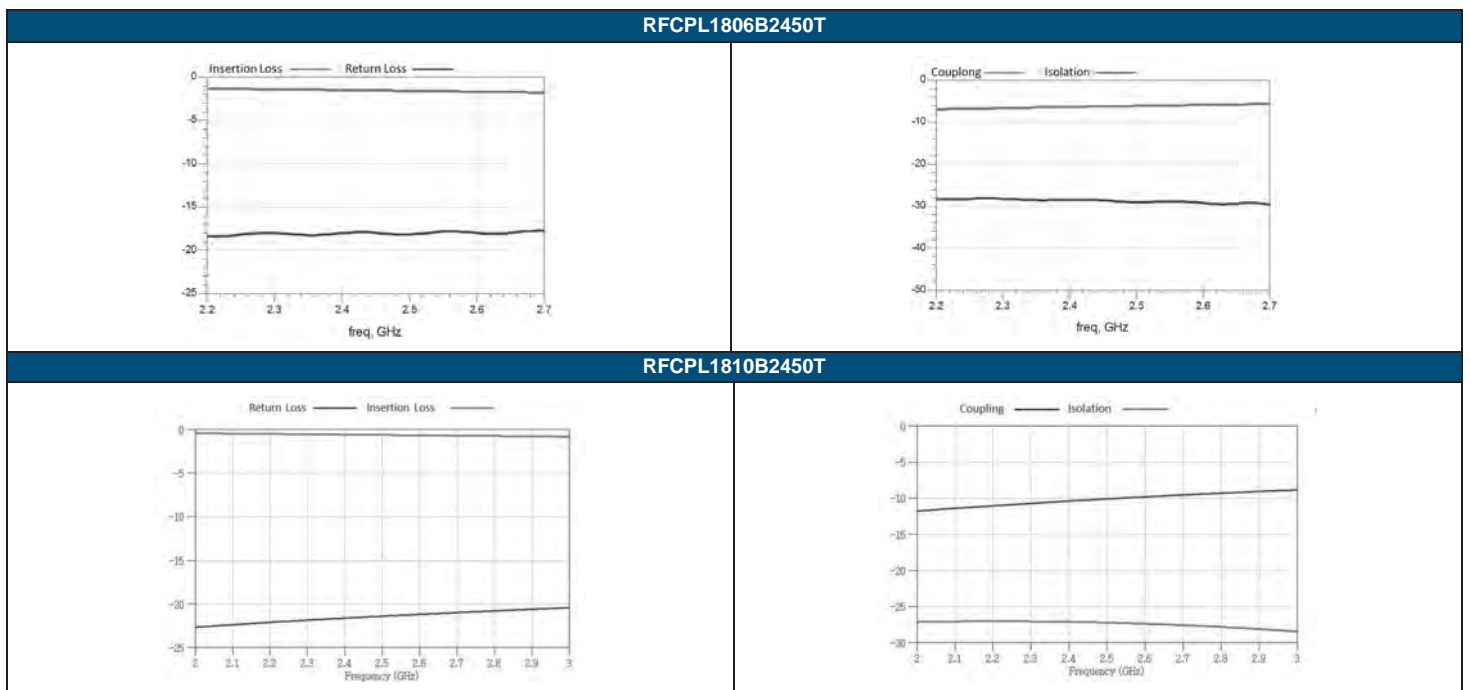 RFCPL1806B2450T
Insertion Loss Return Loss
0
-5
-10
-15
-20
-25
2.2 2.3 2.4 2.5 2.6 2.7
freq, GHz
Couplong Isolation
0
-10
-20
-30
-40
-50
2.2 2.3 2.4 2.5 2.6 2.7
freq, GHz
RFCPL1810B2450T
Return Loss Insertion Loss
0
-5
-10
-15
-20
-25
2 2.1 2.2 2.3 2.4 2.5 2.6 2.7 2.8 2.9 3
Frequency (GHz)
Coupling Isolation
0
-5
-10
-15
-20
-25
-30
2 2.1 2.2 2.3 2.4 2.5 2.6 2.7 2.8 2.9 3
Frequency (GHz)